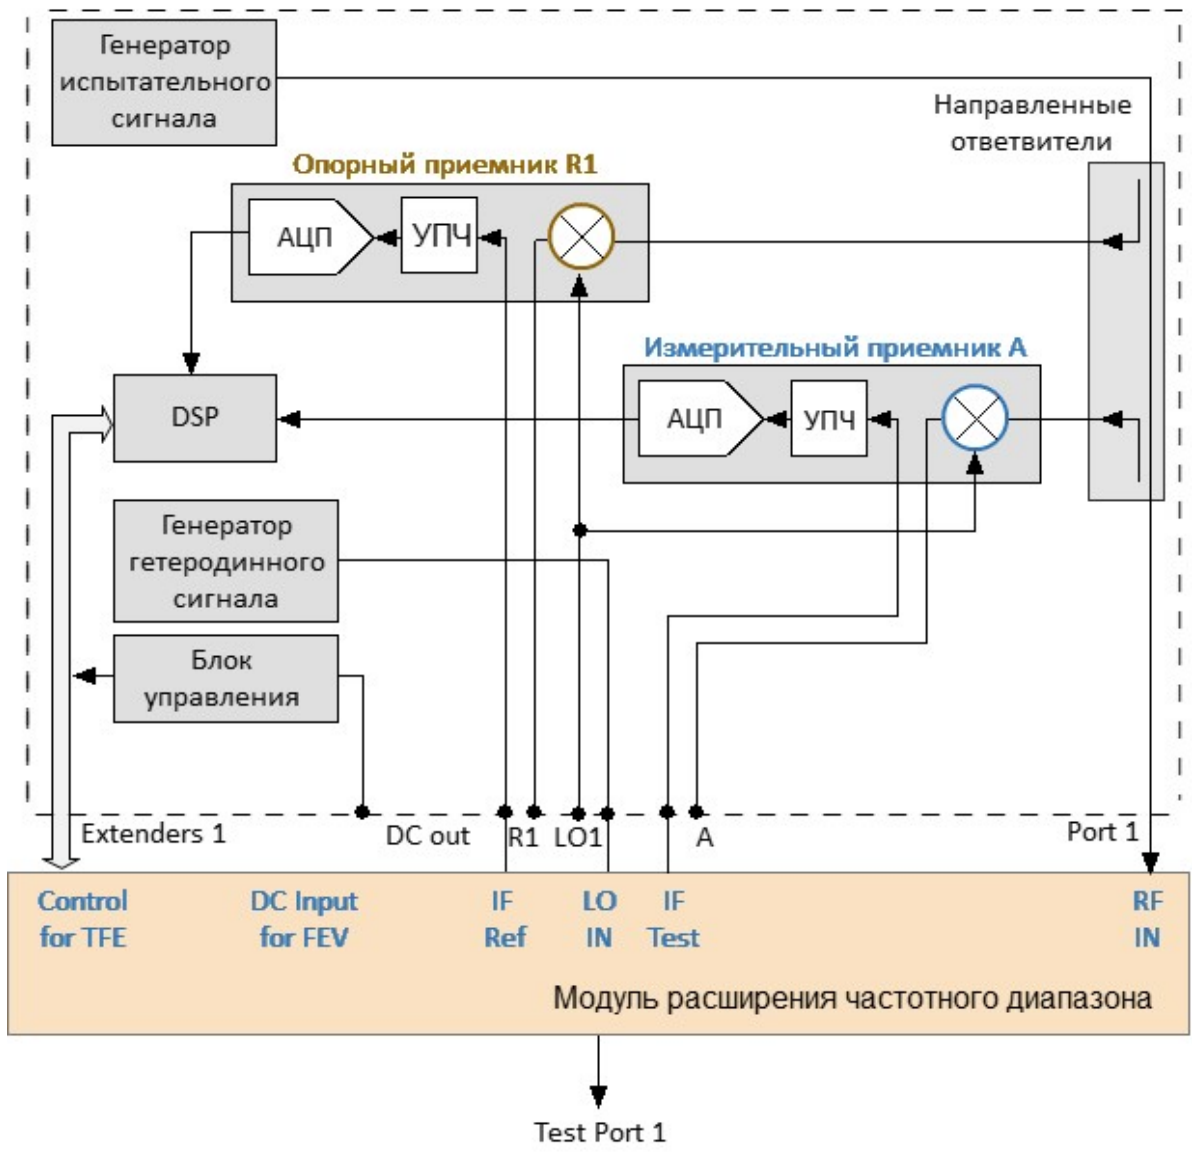 Генератор
испытательного
сигнала
Направленные
ответвители
Опорный приемник R1
АЦП
УПЧ
Измерительный приемник A
АЦП
УПЧ
DSP
Генератор
гетеродинного
сигнала
Блок
управления
Extenders 1
DC out
R1
LO1
A
Port 1
Control
for TFE
DC Input
for FEV
IF
Ref
LO
IN
IF
Test
RF
IN
Модуль расширения частотного диапазона
Test Port 1